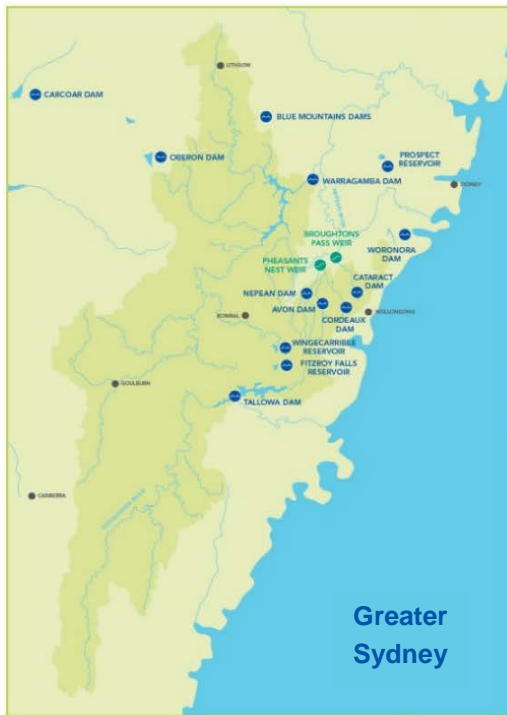 LITHGOW
CARCOAR DAM
BLUE MOUNTAINS DAMS
OBERON DAM
PROSPECT
RESERVOIR
WARRAGAMBA DAM
SYDNEY
BROUGHTONS
PASS WEIR
WORONORA
DAM
PHEASANTS
NEST WEIR
CATARACT
DAM
NEPEAN DAM
AVON DAM
CORDEAUX
DAM
WOLLONGONG
BOWRAL
WINGECARRIBEE
RESERVOIR
FITZROY FALLS
RESERVOIR
GOULBURN
TALLOWA DAM
CANBERRA
Greater
Sydney